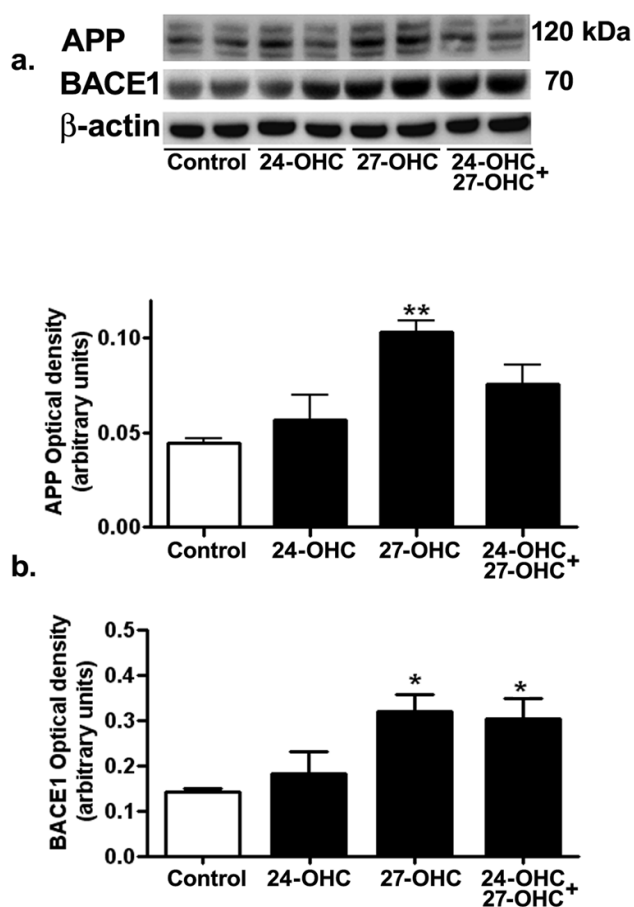 a.
APP
120 kDa
BACE1
70
β-actin
Control
24-OHC
27-OHC
24-OHC+
27-OHC
APP Optical density
(arbitrary units)
0.10
0.05
0.00
**
Control
24-OHC
27-OHC
24-OHC+
27-OHC
b.
BACE1 Optical density
(arbitrary units)
0.5
0.4
0.3
0.2
0.1
0.0
*
*
Control
24-OHC
27-OHC
24-OHC+
27-OHC